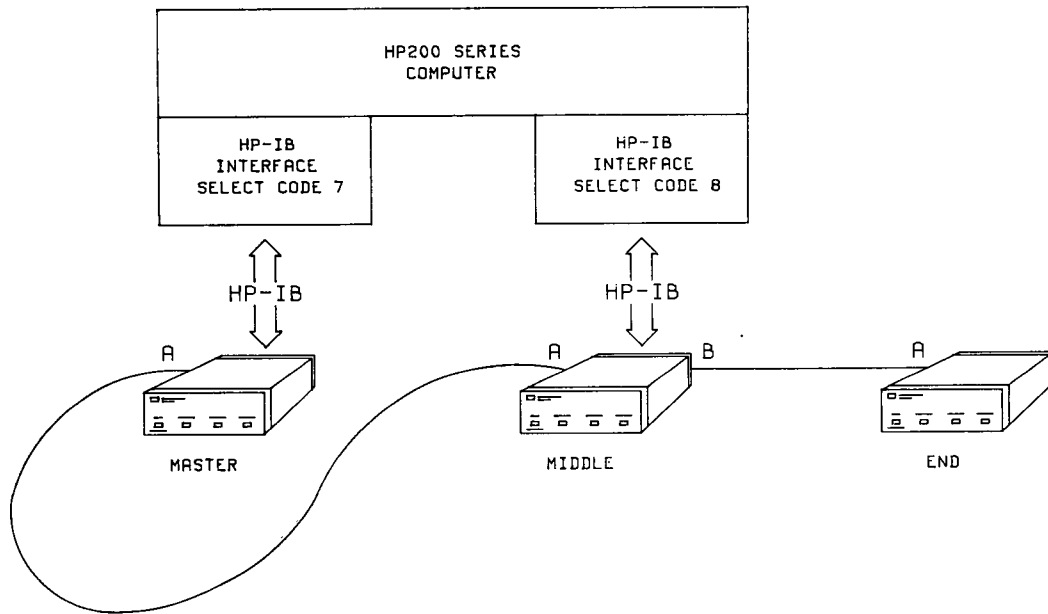 HP200 SERIES
COMPUTER
HP-IB
INTERFACE
SELECT CODE 7
HP-IB
INTERFACE
SELECT CODE 8
HP-IB
HP-IB
A
A
B
A
MASTER
MIDDLE
END